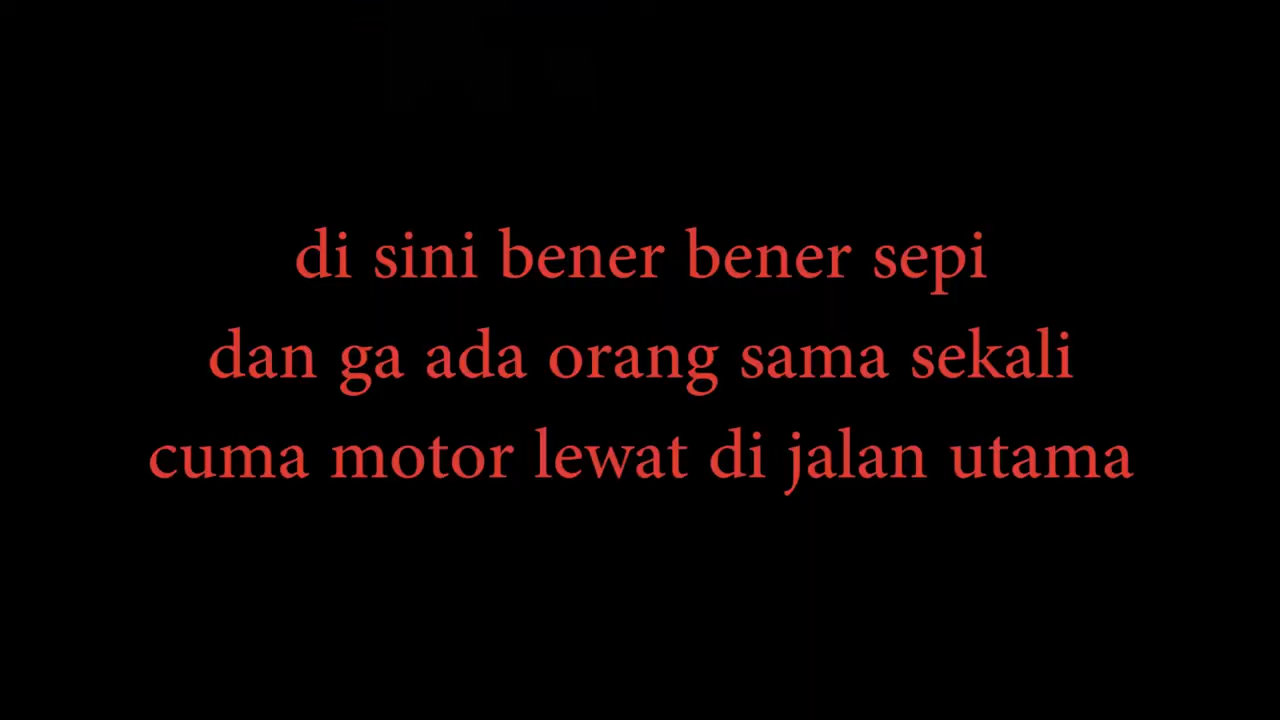 di sini bener bener sepi
dan ga ada orang sama sekali
cuma motor lewat di jalan utama